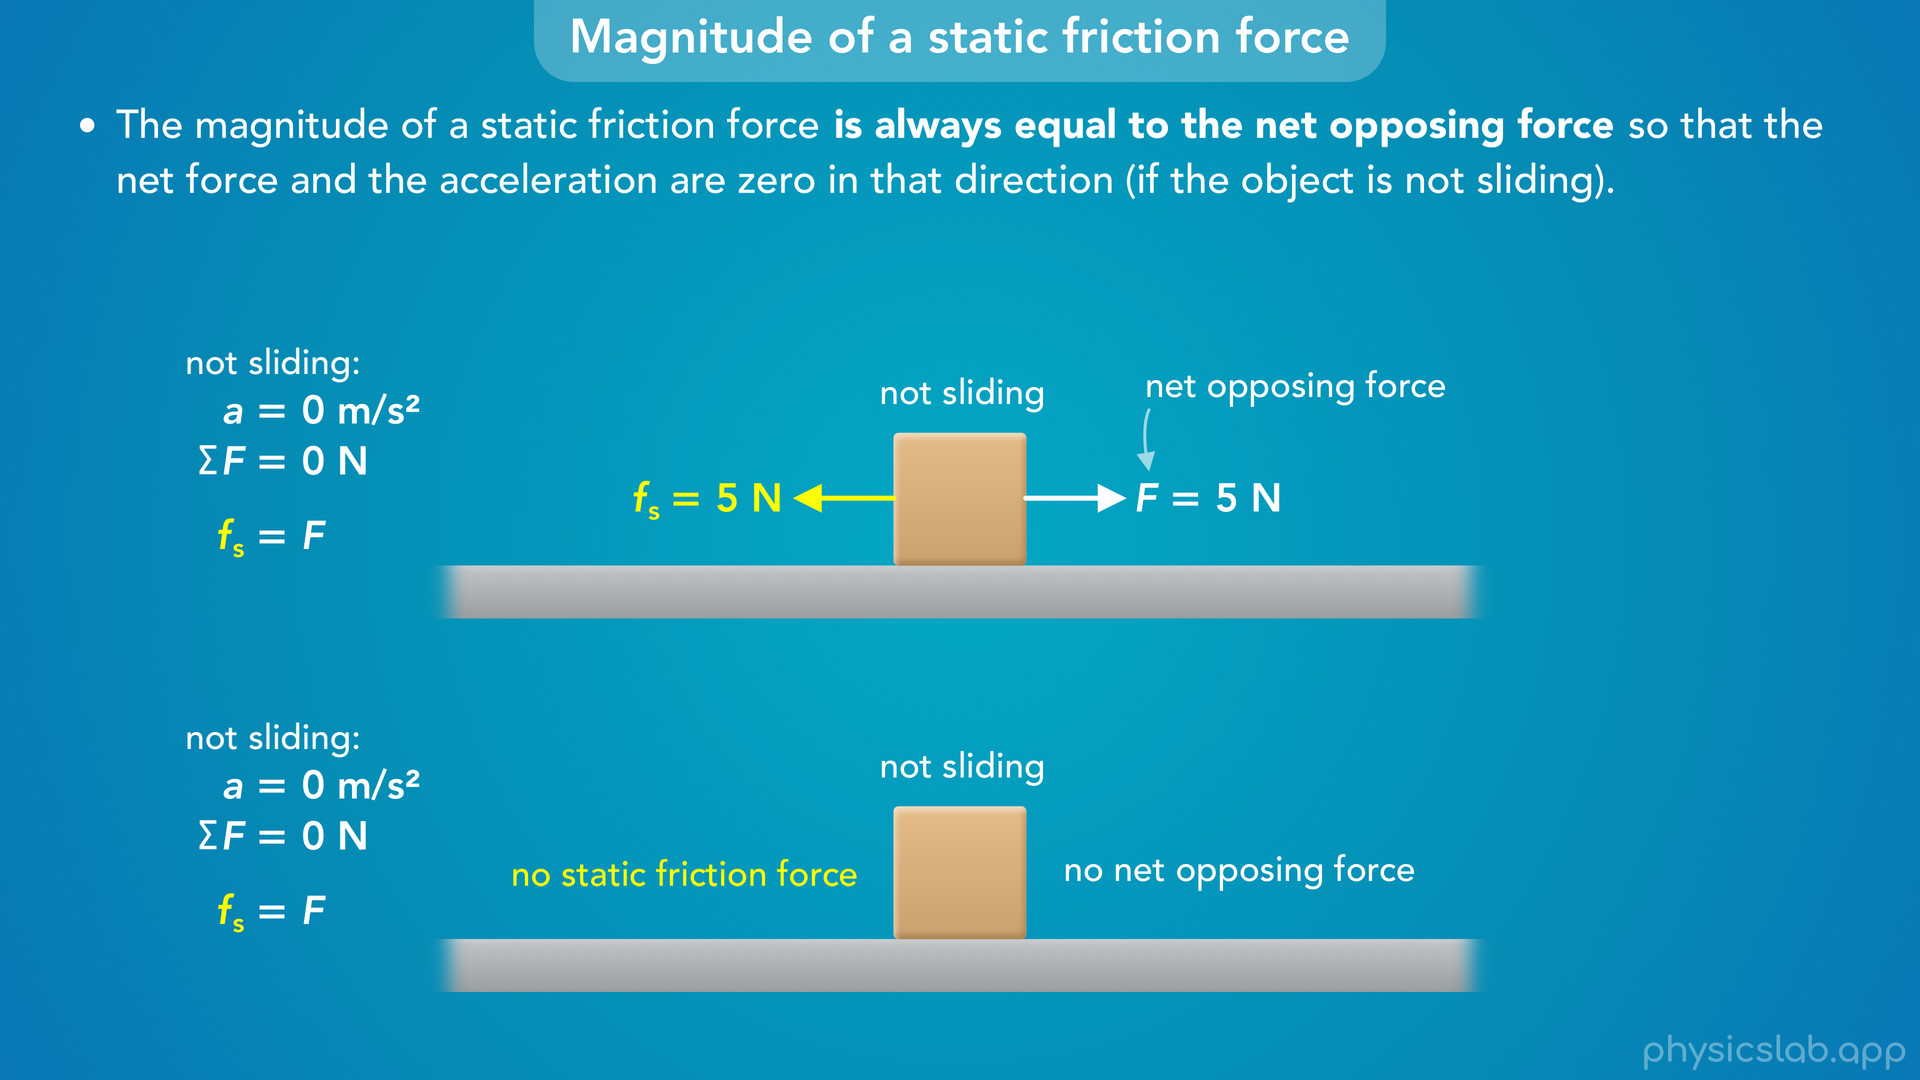 Magnitude of a static friction force
• The magnitude of a static friction force is always equal to the net opposing force so that the
net force and the acceleration are zero in that direction (if the object is not sliding).
not sliding:
a = 0 m/s²
ΣF = 0 N
fₛ = F
not sliding
net opposing force
fₛ = 5 N
F = 5 N
not sliding:
a = 0 m/s²
ΣF = 0 N
fₛ = F
not sliding
no static friction force
no net opposing force
physicslab.app